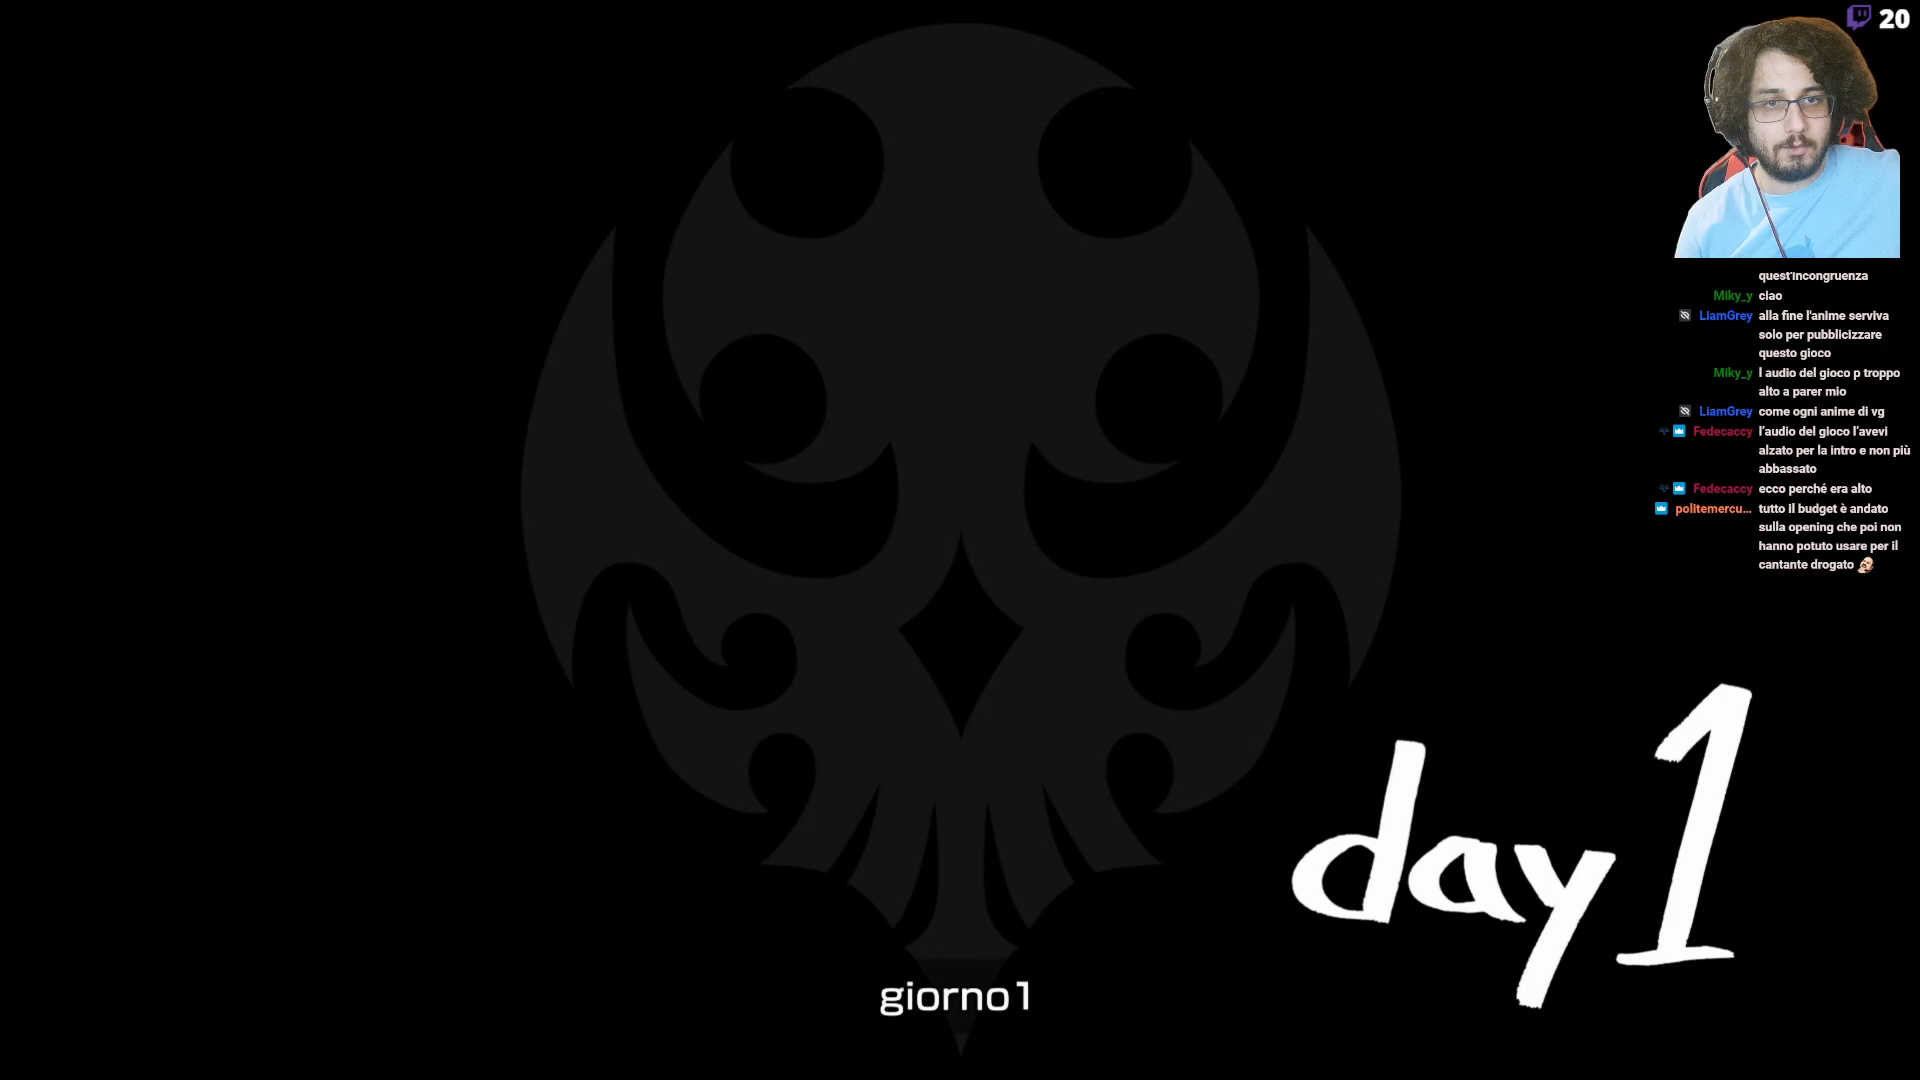 20
quest'incongruenza
Miky_y ciao
LiamGrey alla fine l'anime serviva
solo per pubblicizzare
questo gioco
Miky_y l audio del gioco p troppo
alto a parer mio
LiamGrey come ogni anime di vg
Fedecaccy l'audio del gioco l'avevi
alzato per la intro e non più
abbassato
Fedecaccy ecco perché era alto
politemercu... tutto il budget è andato
sulla opening che poi non
hanno potuto usare per il
cantante drogato
day1
giorno1